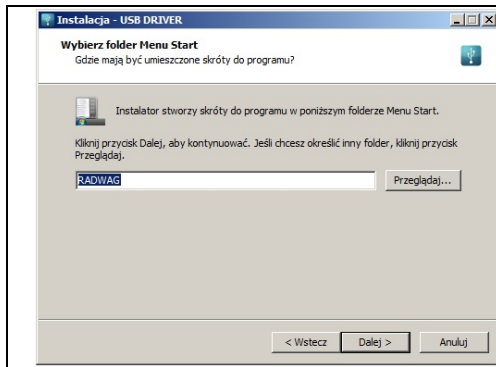 Instalacja - USB DRIVER
Wybierz folder Menu Start
Gdzie mają być umieszczone skróty do programu?
Instalator stworzy skróty do programu w poniższym folderze Menu Start.
Kliknij przycisk Dalej, aby kontynuować. Jeśli chcesz określić inny folder, kliknij przycisk
Przeglądaj.
RADWAG
Przeglądaj...
< Wstecz
Dalej >
Anuluj